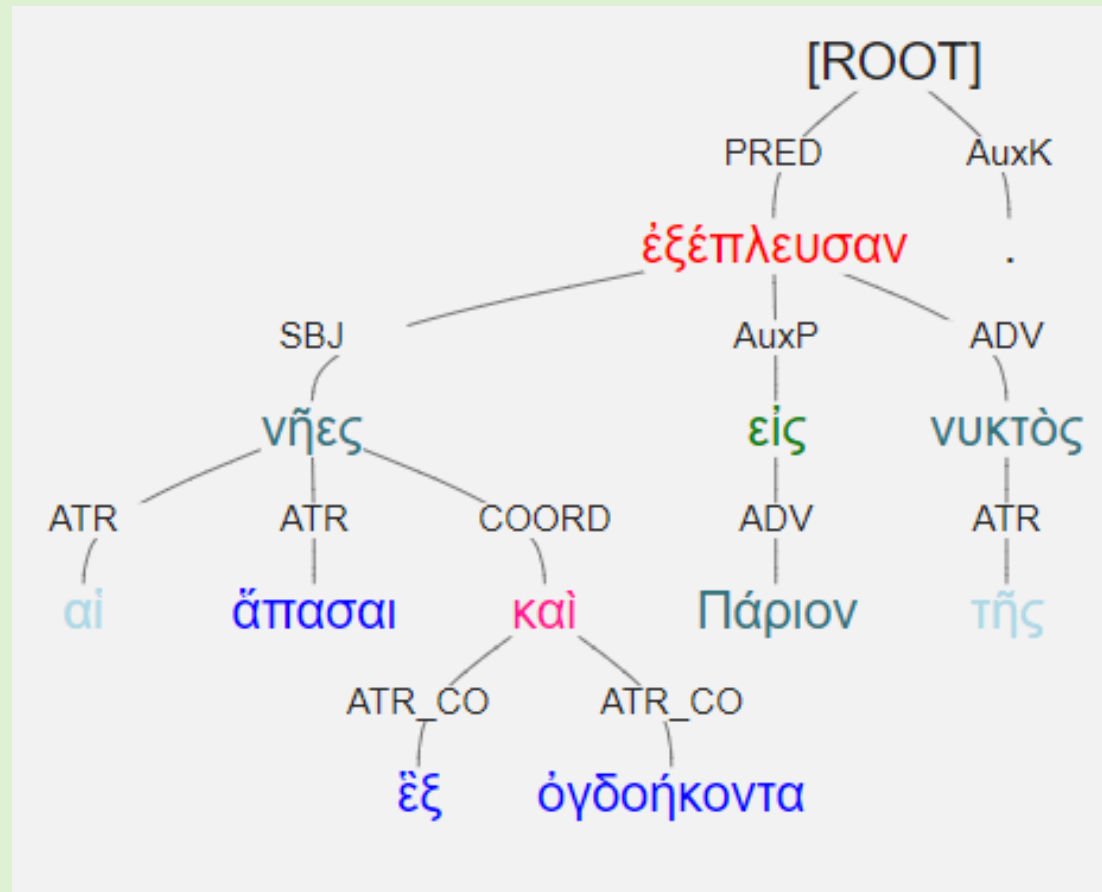 [ROOT]
PRED AuxK
ἐξέπλευσαν .
SBJ AuxP ADV
νῆες εἰς νυκτὸς
ATR ATR COORD ADV ATR
αἱ ἅπασαι καὶ Πάριον τῆς
ATR_CO ATR_CO
ἓξ ὀγδοήκοντα